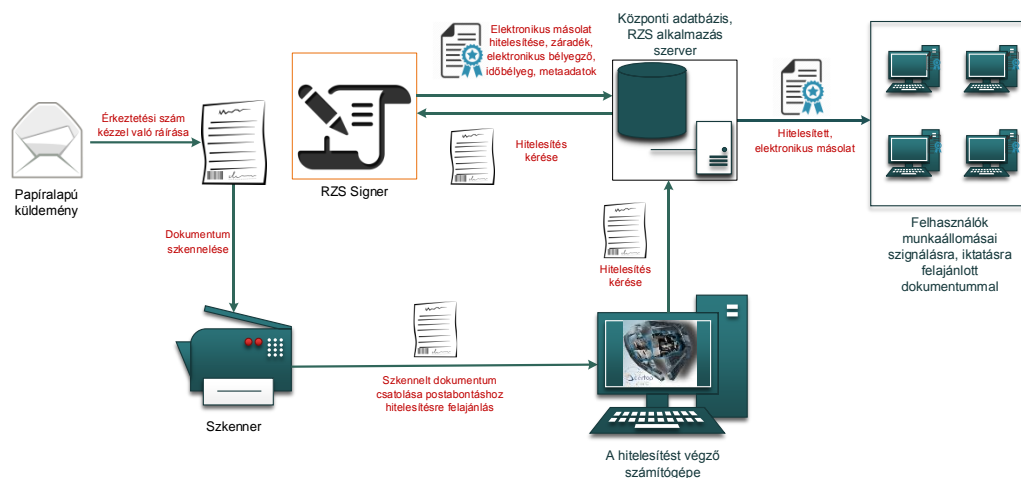 Elektronikus másolat
hitelesítése, záradék,
elektronikus bélyegző,
időbélyeg, metaadatok
Központi adatbázis,
RZS alkalmazás
szerver
Érkeztetési szám
kézzel való ráírása
Hitelesítés
kérése
Hitelesített,
elektronikus másolat
Papíralapú
küldemény
RZS Signer
Dokumentum
szkennelése
Hitelesítés
kérése
Felhasználók
munkaállomásai
szignálásra, iktatásra
felajánlott
dokumentummal
Szkennelt dokumentum
csatolása postabontáshoz
hitelesítésre felajánlás
Szkenner
A hitelesítést végző
számítógépe